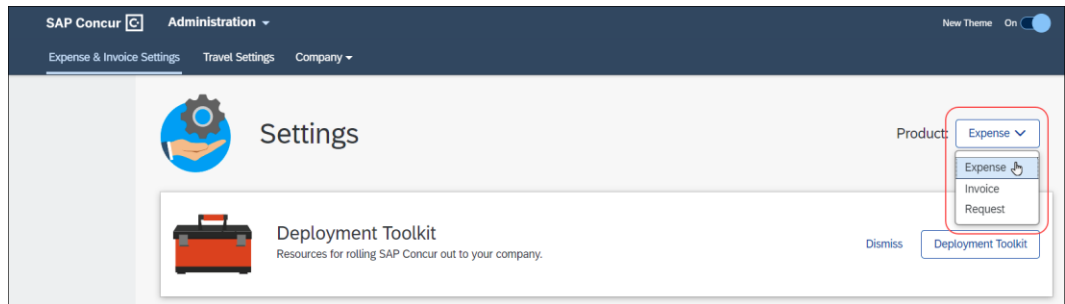 SAP Concur C Administration
New Theme On
Expense & Invoice Settings Travel Settings Company
Settings
Product: Expense
Expense
Invoice
Request
Deployment Toolkit
Resources for rolling SAP Concur out to your company.
Dismiss Deployment Toolkit